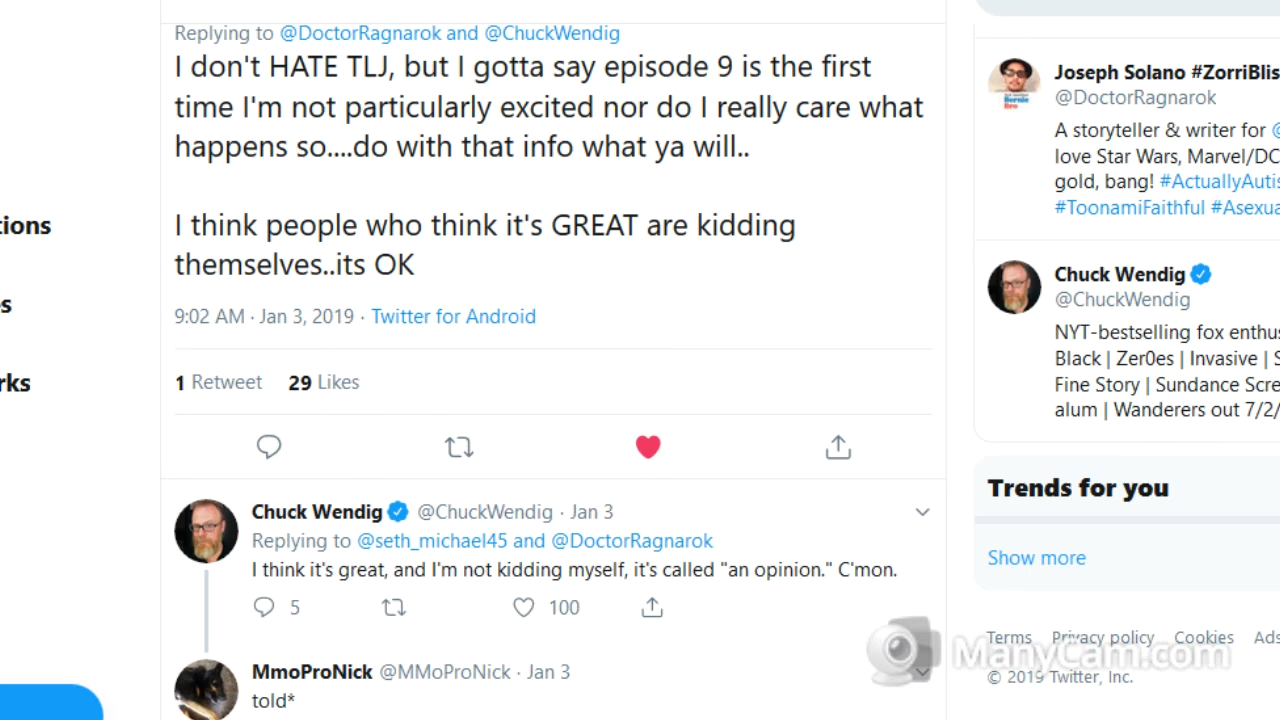 Replying to @DoctorRagnarok and @ChuckWendig
I don't HATE TLJ, but I gotta say episode 9 is the first
time I'm not particularly excited nor do I really care what
happens so....do with that info what ya will..
I think people who think it's GREAT are kidding
themselves..its OK
9:02 AM · Jan 3, 2019 · Twitter for Android
1 Retweet 29 Likes
Chuck Wendig @ChuckWendig · Jan 3
Replying to @seth_michael45 and @DoctorRagnarok
I think it's great, and I'm not kidding myself, it's called "an opinion." C'mon.
5 100
MmoProNick @MMoProNick · Jan 3
told*
tions
s
rks
Joseph Solano #ZorriBlis
@DoctorRagnarok
A storyteller & writer for @
love Star Wars, Marvel/DC
gold, bang! #ActuallyAutis
#ToonamiFaithful #Asexua
Chuck Wendig
@ChuckWendig
NYT-bestselling fox enthus
Black | Zer0es | Invasive | S
Fine Story | Sundance Scre
alum | Wanderers out 7/2/
Trends for you
Show more
Terms Privacy policy Cookies Ads
ManyCam.com
© 2019 Twitter, Inc.